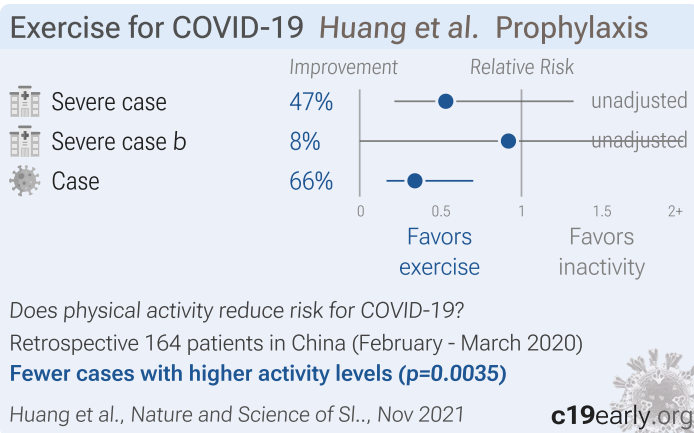 Exercise for COVID-19 Huang et al. Prophylaxis
Improvement Relative Risk
Severe case 47% unadjusted
Severe case b 8% unadjusted
Case 66%
0 0.5 1 1.5 2+
Favors Favors
exercise inactivity
Does physical activity reduce risk for COVID-19?
Retrospective 164 patients in China (February - March 2020)
Fewer cases with higher activity levels (p=0.0035)
Huang et al., Nature and Science of Sl.., Nov 2021 c19early.org